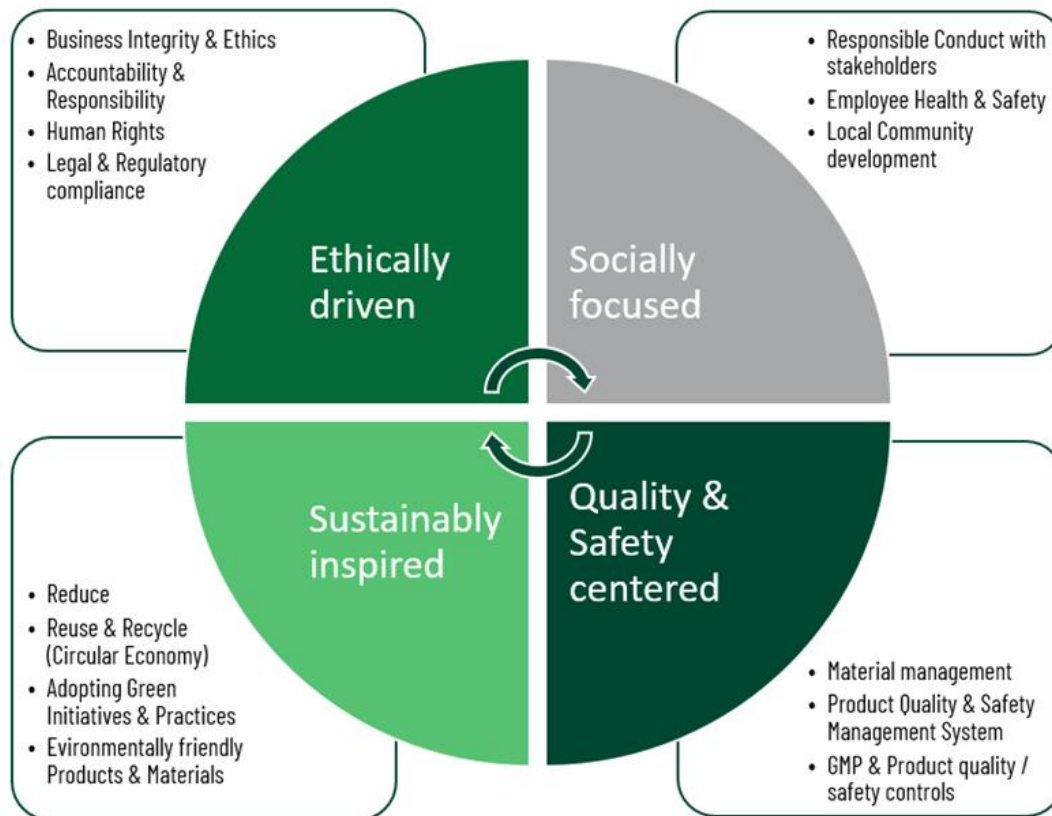 • Business Integrity & Ethics
• Accountability &
Responsibility
• Human Rights
• Legal & Regulatory
compliance
• Responsible Conduct with
stakeholders
• Employee Health & Safety
• Local Community
development
Ethically
driven
Socially
focused
Sustainably
inspired
Quality &
Safety
centered
• Reduce
• Reuse & Recycle
(Circular Economy)
• Adopting Green
Initiatives & Practices
• Evironmentally friendly
Products & Materials
• Material management
• Product Quality & Safety
Management System
• GMP & Product quality /
safety controls